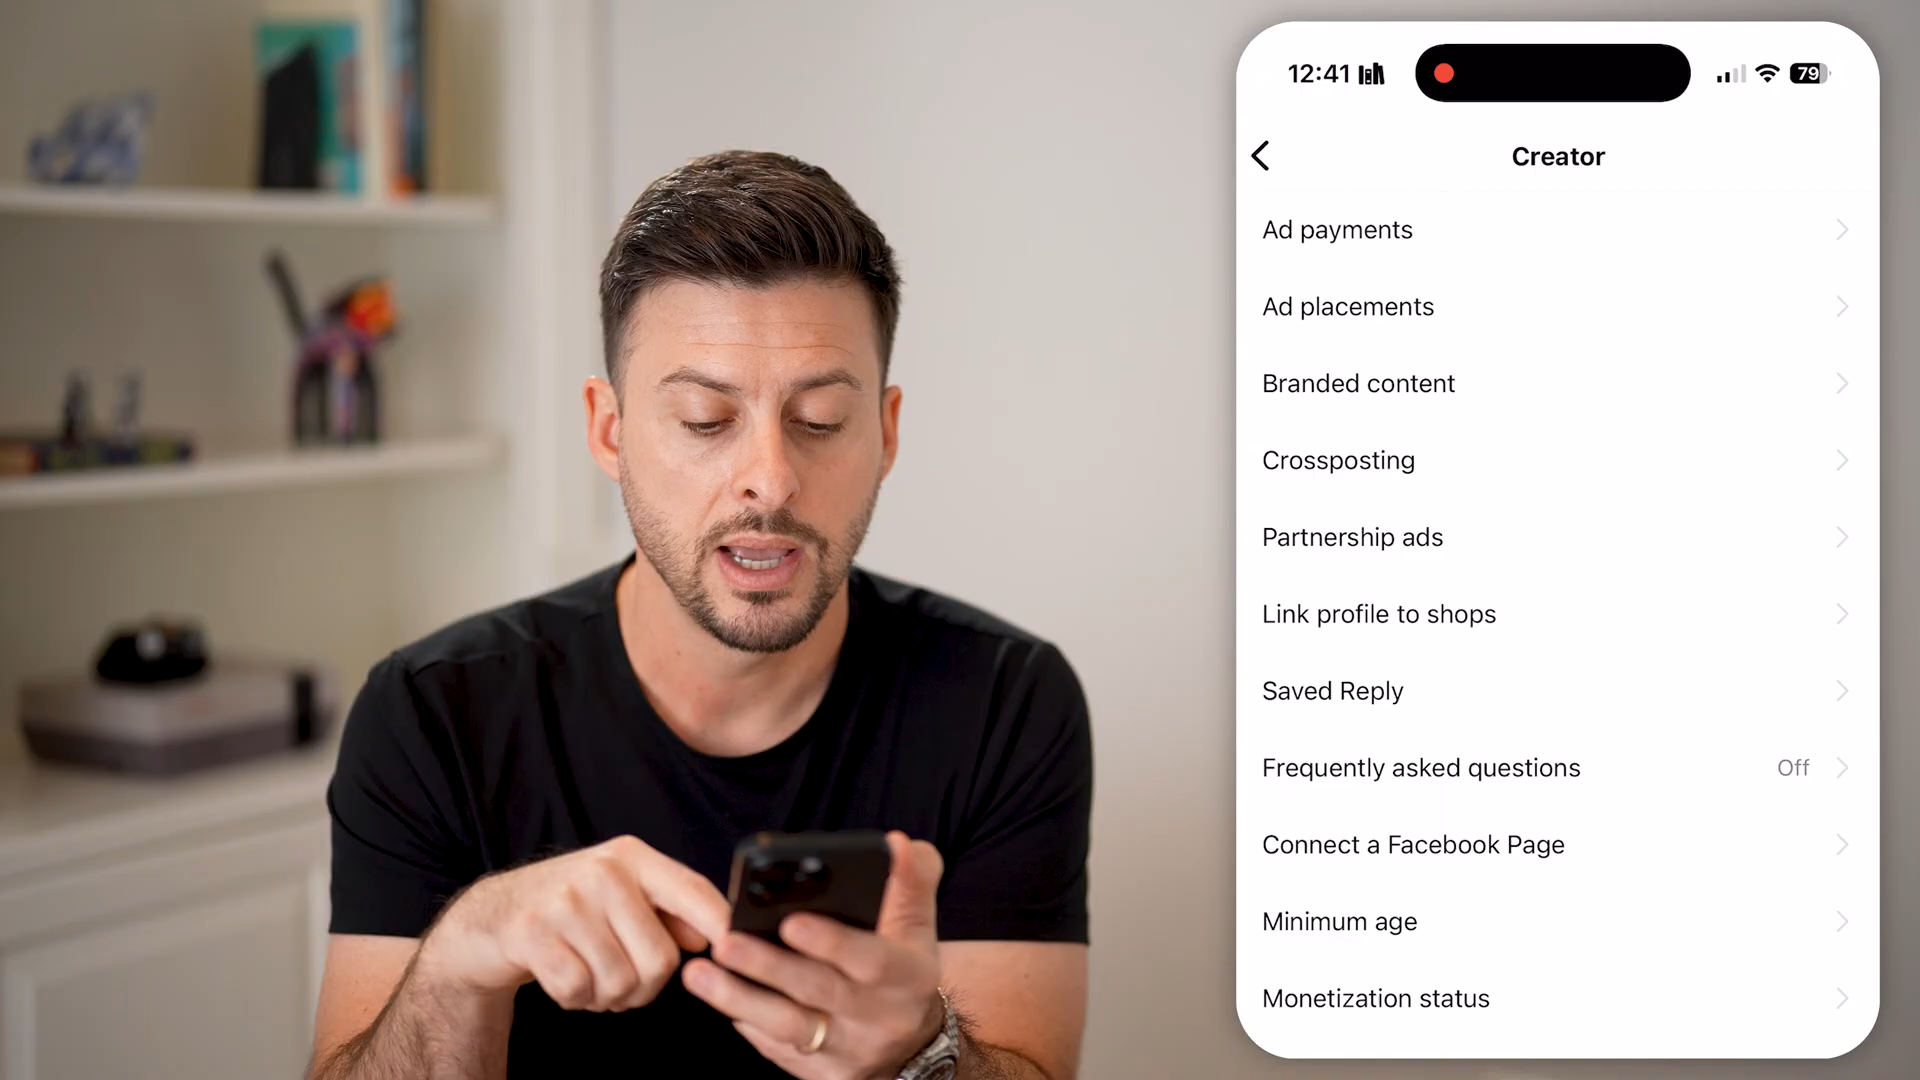 12:41
79
Creator
Ad payments
Ad placements
Branded content
Crossposting
Partnership ads
Link profile to shops
Saved Reply
Frequently asked questions Off
Connect a Facebook Page
Minimum age
Monetization status